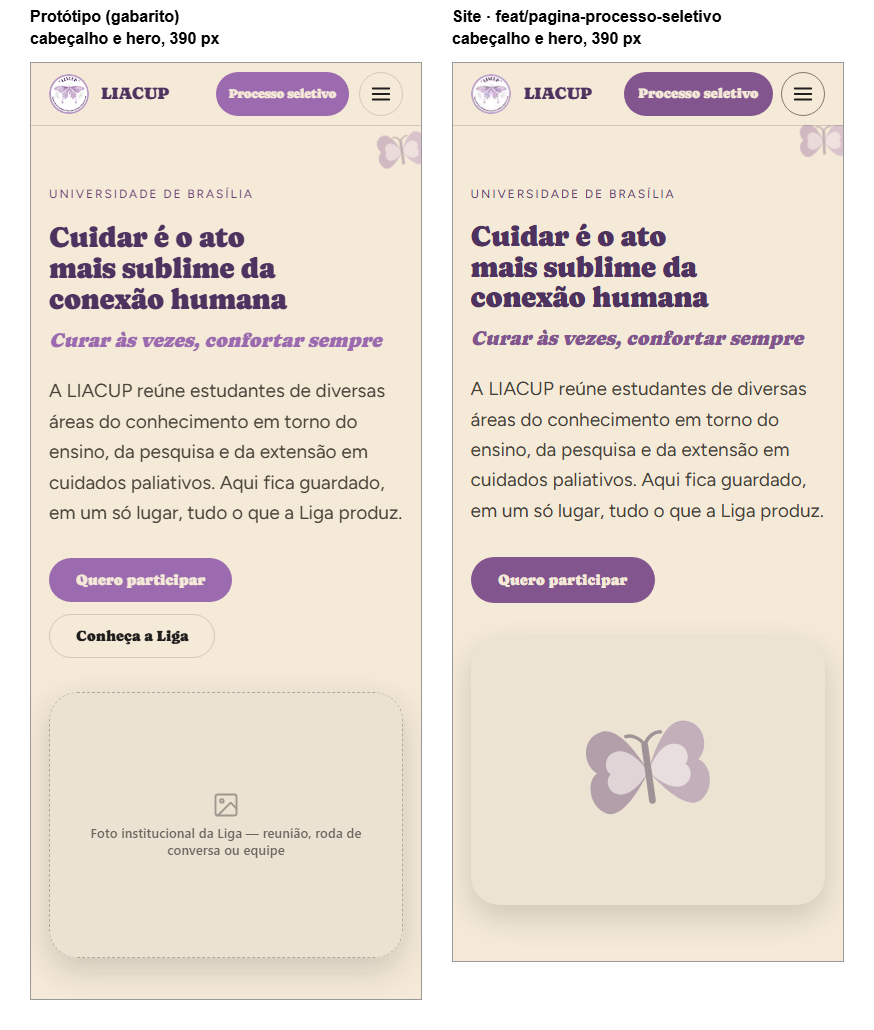 Protótipo (gabarito)
cabeçalho e hero, 390 px
LIACUP
Processo seletivo
UNIVERSIDADE DE BRASÍLIA
Cuidar é o ato
mais sublime da
conexão humana
Curar às vezes, confortar sempre
A LIACUP reúne estudantes de diversas
áreas do conhecimento em torno do
ensino, da pesquisa e da extensão em
cuidados paliativos. Aqui fica guardado,
em um só lugar, tudo o que a Liga produz.
Quero participar
Conheça a Liga
Foto institucional da Liga — reunião, roda de
conversa ou equipe
Site · feat/pagina-processo-seletivo
cabeçalho e hero, 390 px
LIACUP
Processo seletivo
UNIVERSIDADE DE BRASÍLIA
Cuidar é o ato
mais sublime da
conexão humana
Curar às vezes, confortar sempre
A LIACUP reúne estudantes de diversas
áreas do conhecimento em torno do
ensino, da pesquisa e da extensão em
cuidados paliativos. Aqui fica guardado,
em um só lugar, tudo o que a Liga produz.
Quero participar